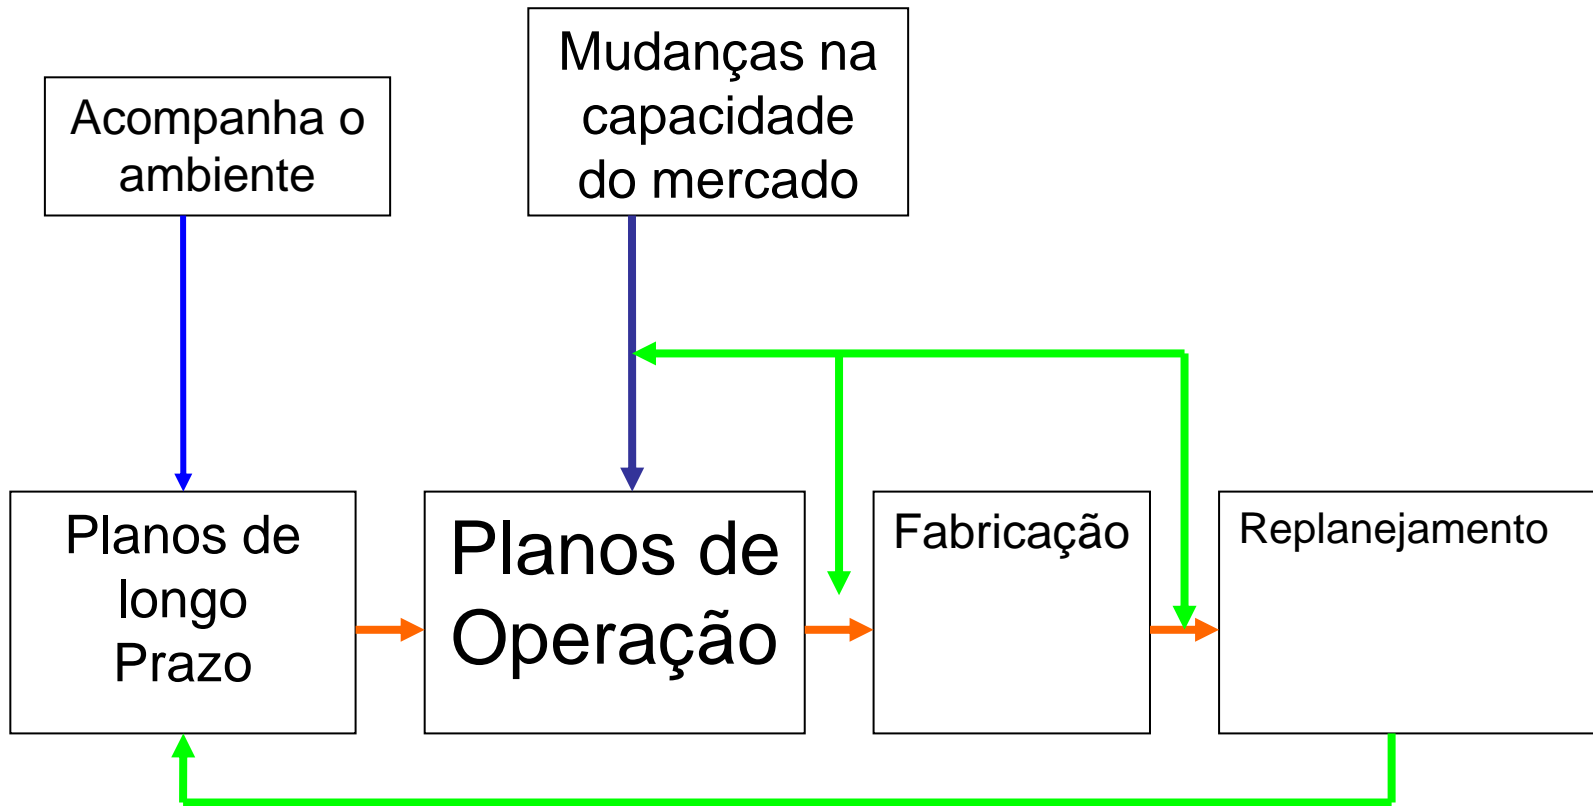 Acompanha o
ambiente
Mudanças na
capacidade
do mercado
Planos de
longo
Prazo
Planos de
Operação
Fabricação
Replanejamento